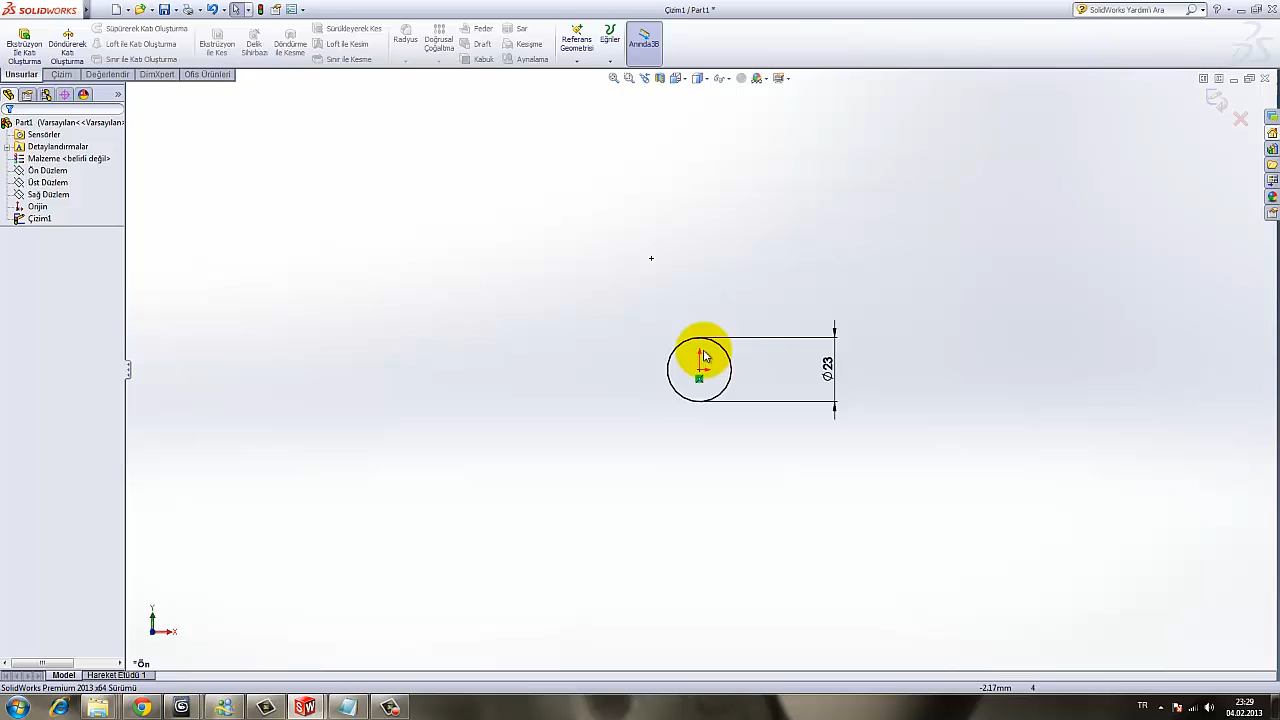 SOLIDWORKS
Çizim1 / Part1 *
SolidWorks Yardım'ı Ara
Ekstrüzyon İle Katı Oluşturma
Döndürerek Katı Oluşturma
Süpürerek Katı Oluşturma
Loft ile Katı Oluşturma
Sınır ile Katı Oluşturma
Ekstrüzyon ile Kes
Delik Sihirbazı
Döndürme ile Kesme
Süpürleyerek Kes
Loft ile Kesim
Sınır ile Kesme
Radyus
Doğrusal Çoğaltma
Feder
Draft
Kabuk
Sar
Kesişme
Aynalama
Referans Geometrisi
Eğriler
Anında3B
Unsurlar
Çizim
Değerlendir
DimXpert
Ofis Ürünleri
Part1 (Varsayılan<<Varsayılan>
Sensörler
Detaylandırmalar
Malzeme <belirli değil>
Ön Düzlem
Üst Düzlem
Sağ Düzlem
Orijin
Çizim1
Ø23
Y
X
*Ön
Model
Hareket Etüdü 1
SolidWorks Premium 2013 x64 Sürümü
-2.17mm
4
TR
23:29
04.02.2013